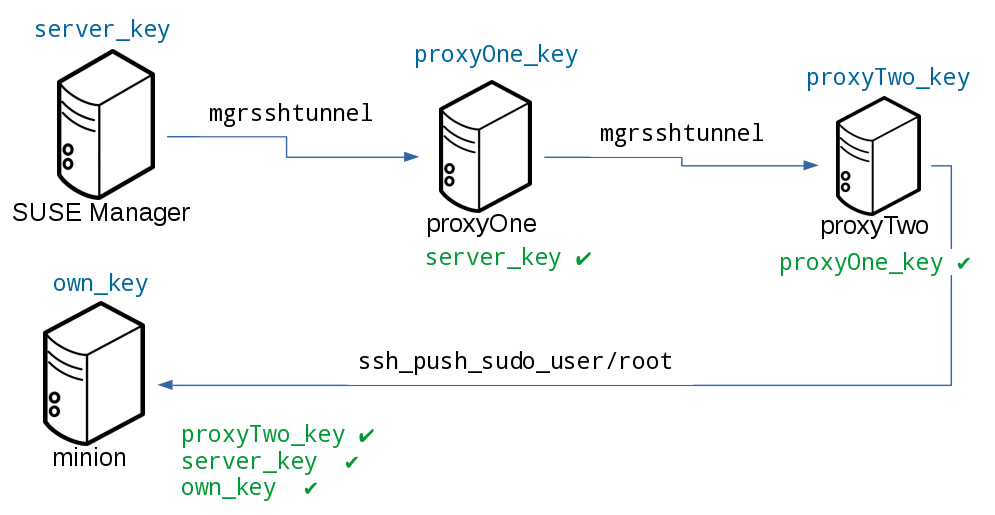 server_key
proxyOne_key
proxyTwo_key
mgrsshtunnel
mgrsshtunnel
SUSE Manager
proxyOne
proxyTwo
server_key ✔
proxyOne_key ✔
own_key
ssh_push_sudo_user/root
minion
proxyTwo_key ✔
server_key ✔
own_key ✔